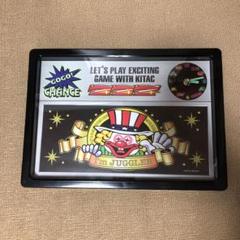 GOGO!
CHANCE
LET'S PLAY EXCITING
GAME WITH KITAC
I'm JUGGLER